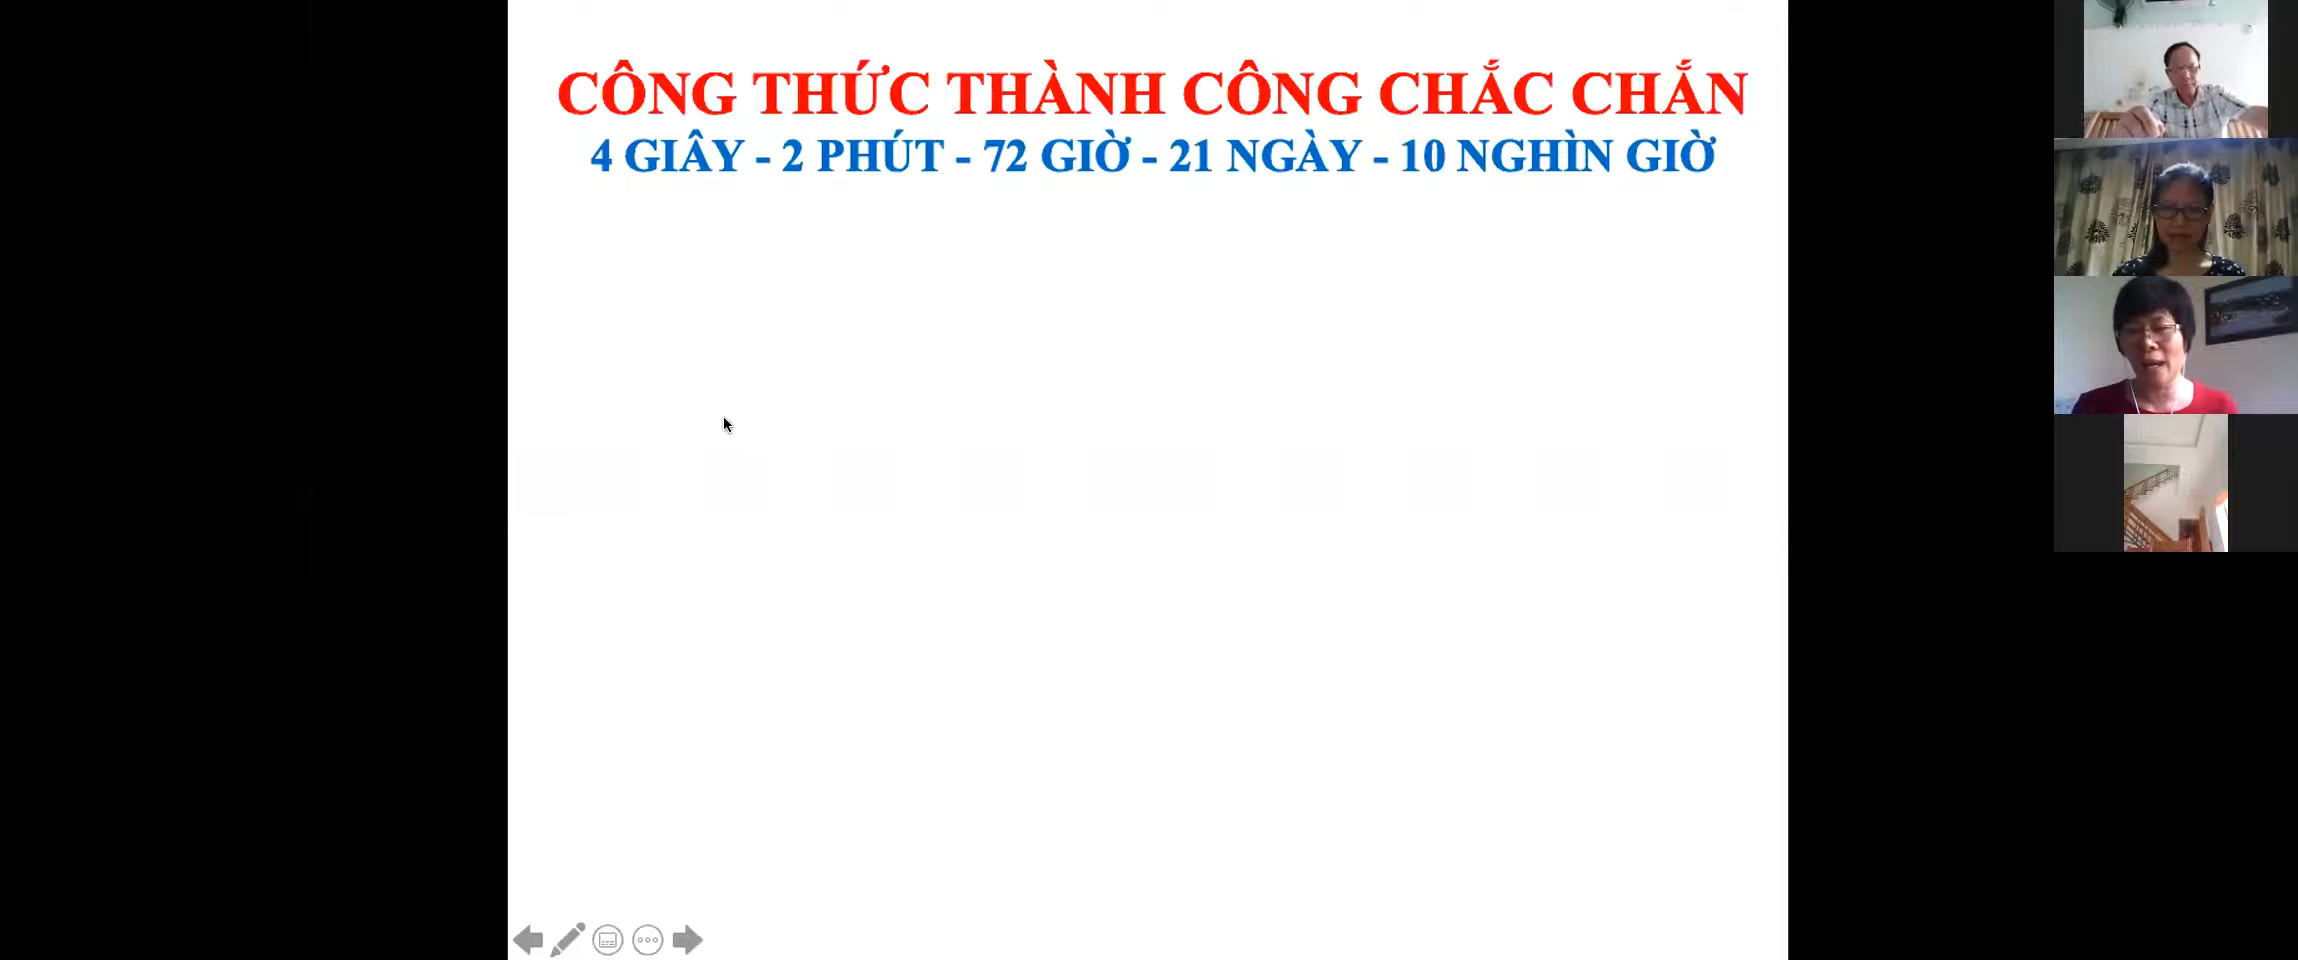 CÔNG THỨC THÀNH CÔNG CHẮC CHẮN
4 GIÂY - 2 PHÚT - 72 GIỜ - 21 NGÀY - 10 NGHÌN GIỜ